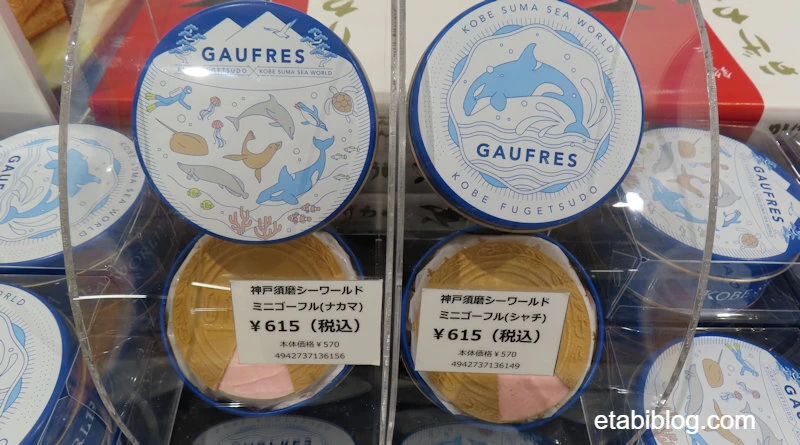 GAUFRES
FUGETSUDO × KOBE SUMA SEA WORLD
KOBE SUMA SEA WORLD
GAUFRES
KOBE FUGETSUDO
神戸須磨シーワールド
ミニゴーフル(ナカマ)
￥615（税込）
本体価格￥570
4942737136156
神戸須磨シーワールド
ミニゴーフル(シャチ)
￥615（税込）
本体価格￥570
4942737136149
GAUFRES
etabiblog.com